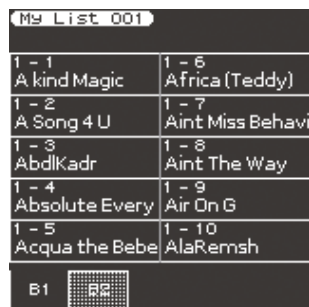 My List 001
1 - 1
A kind Magic
1 - 2
A Song 4 U
1 - 3
AbdlKadr
1 - 4
Absolute Every
1 - 5
Acqua the Bebe
1 - 6
Africa (Teddy)
1 - 7
Aint Miss Behavi
1 - 8
Aint The Way
1 - 9
Air On G
1 - 10
AlaRemsh
B1
B2